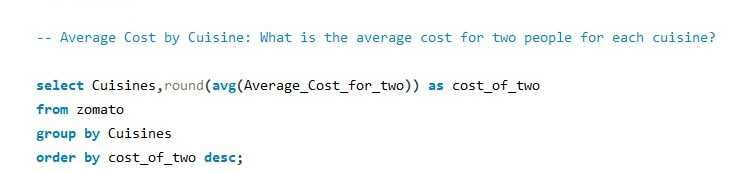 -- Average Cost by Cuisine: What is the average cost for two people for each cuisine?
select Cuisines,round(avg(Average_Cost_for_two)) as cost_of_two
from zomato
group by Cuisines
order by cost_of_two desc;